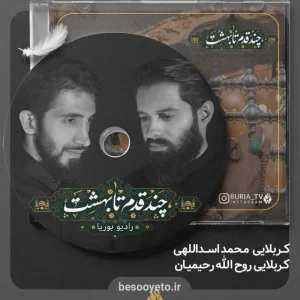 چند قدم تا بهشت
چند قدم تا بهشت
رادیو بوریا
BURIA_TV
INSTAGRAM
کربلایی محمد اسداللهی
کربلایی روح الله رحیمیان
besooyeto.ir